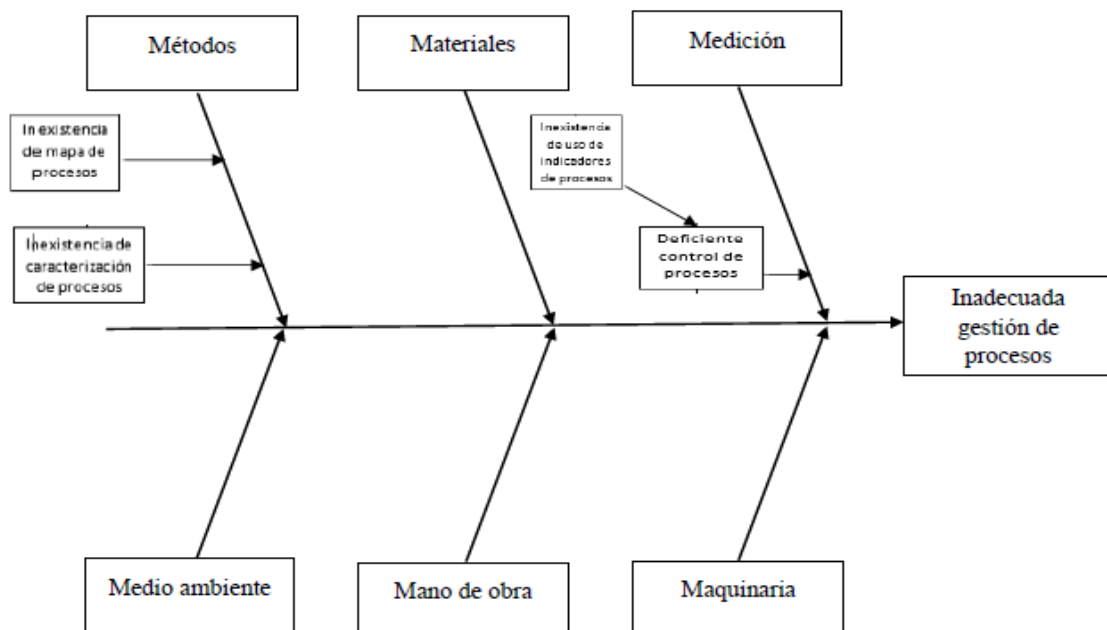 Métodos
Materiales
Medición
Inexistencia
de mapa de
procesos
Inexistencia
de uso de
indicadores
de procesos
Inexistencia de
caracterización
de procesos
Deficiente
control de
procesos
Inadecuada
gestión de
procesos
Medio ambiente
Mano de obra
Maquinaria